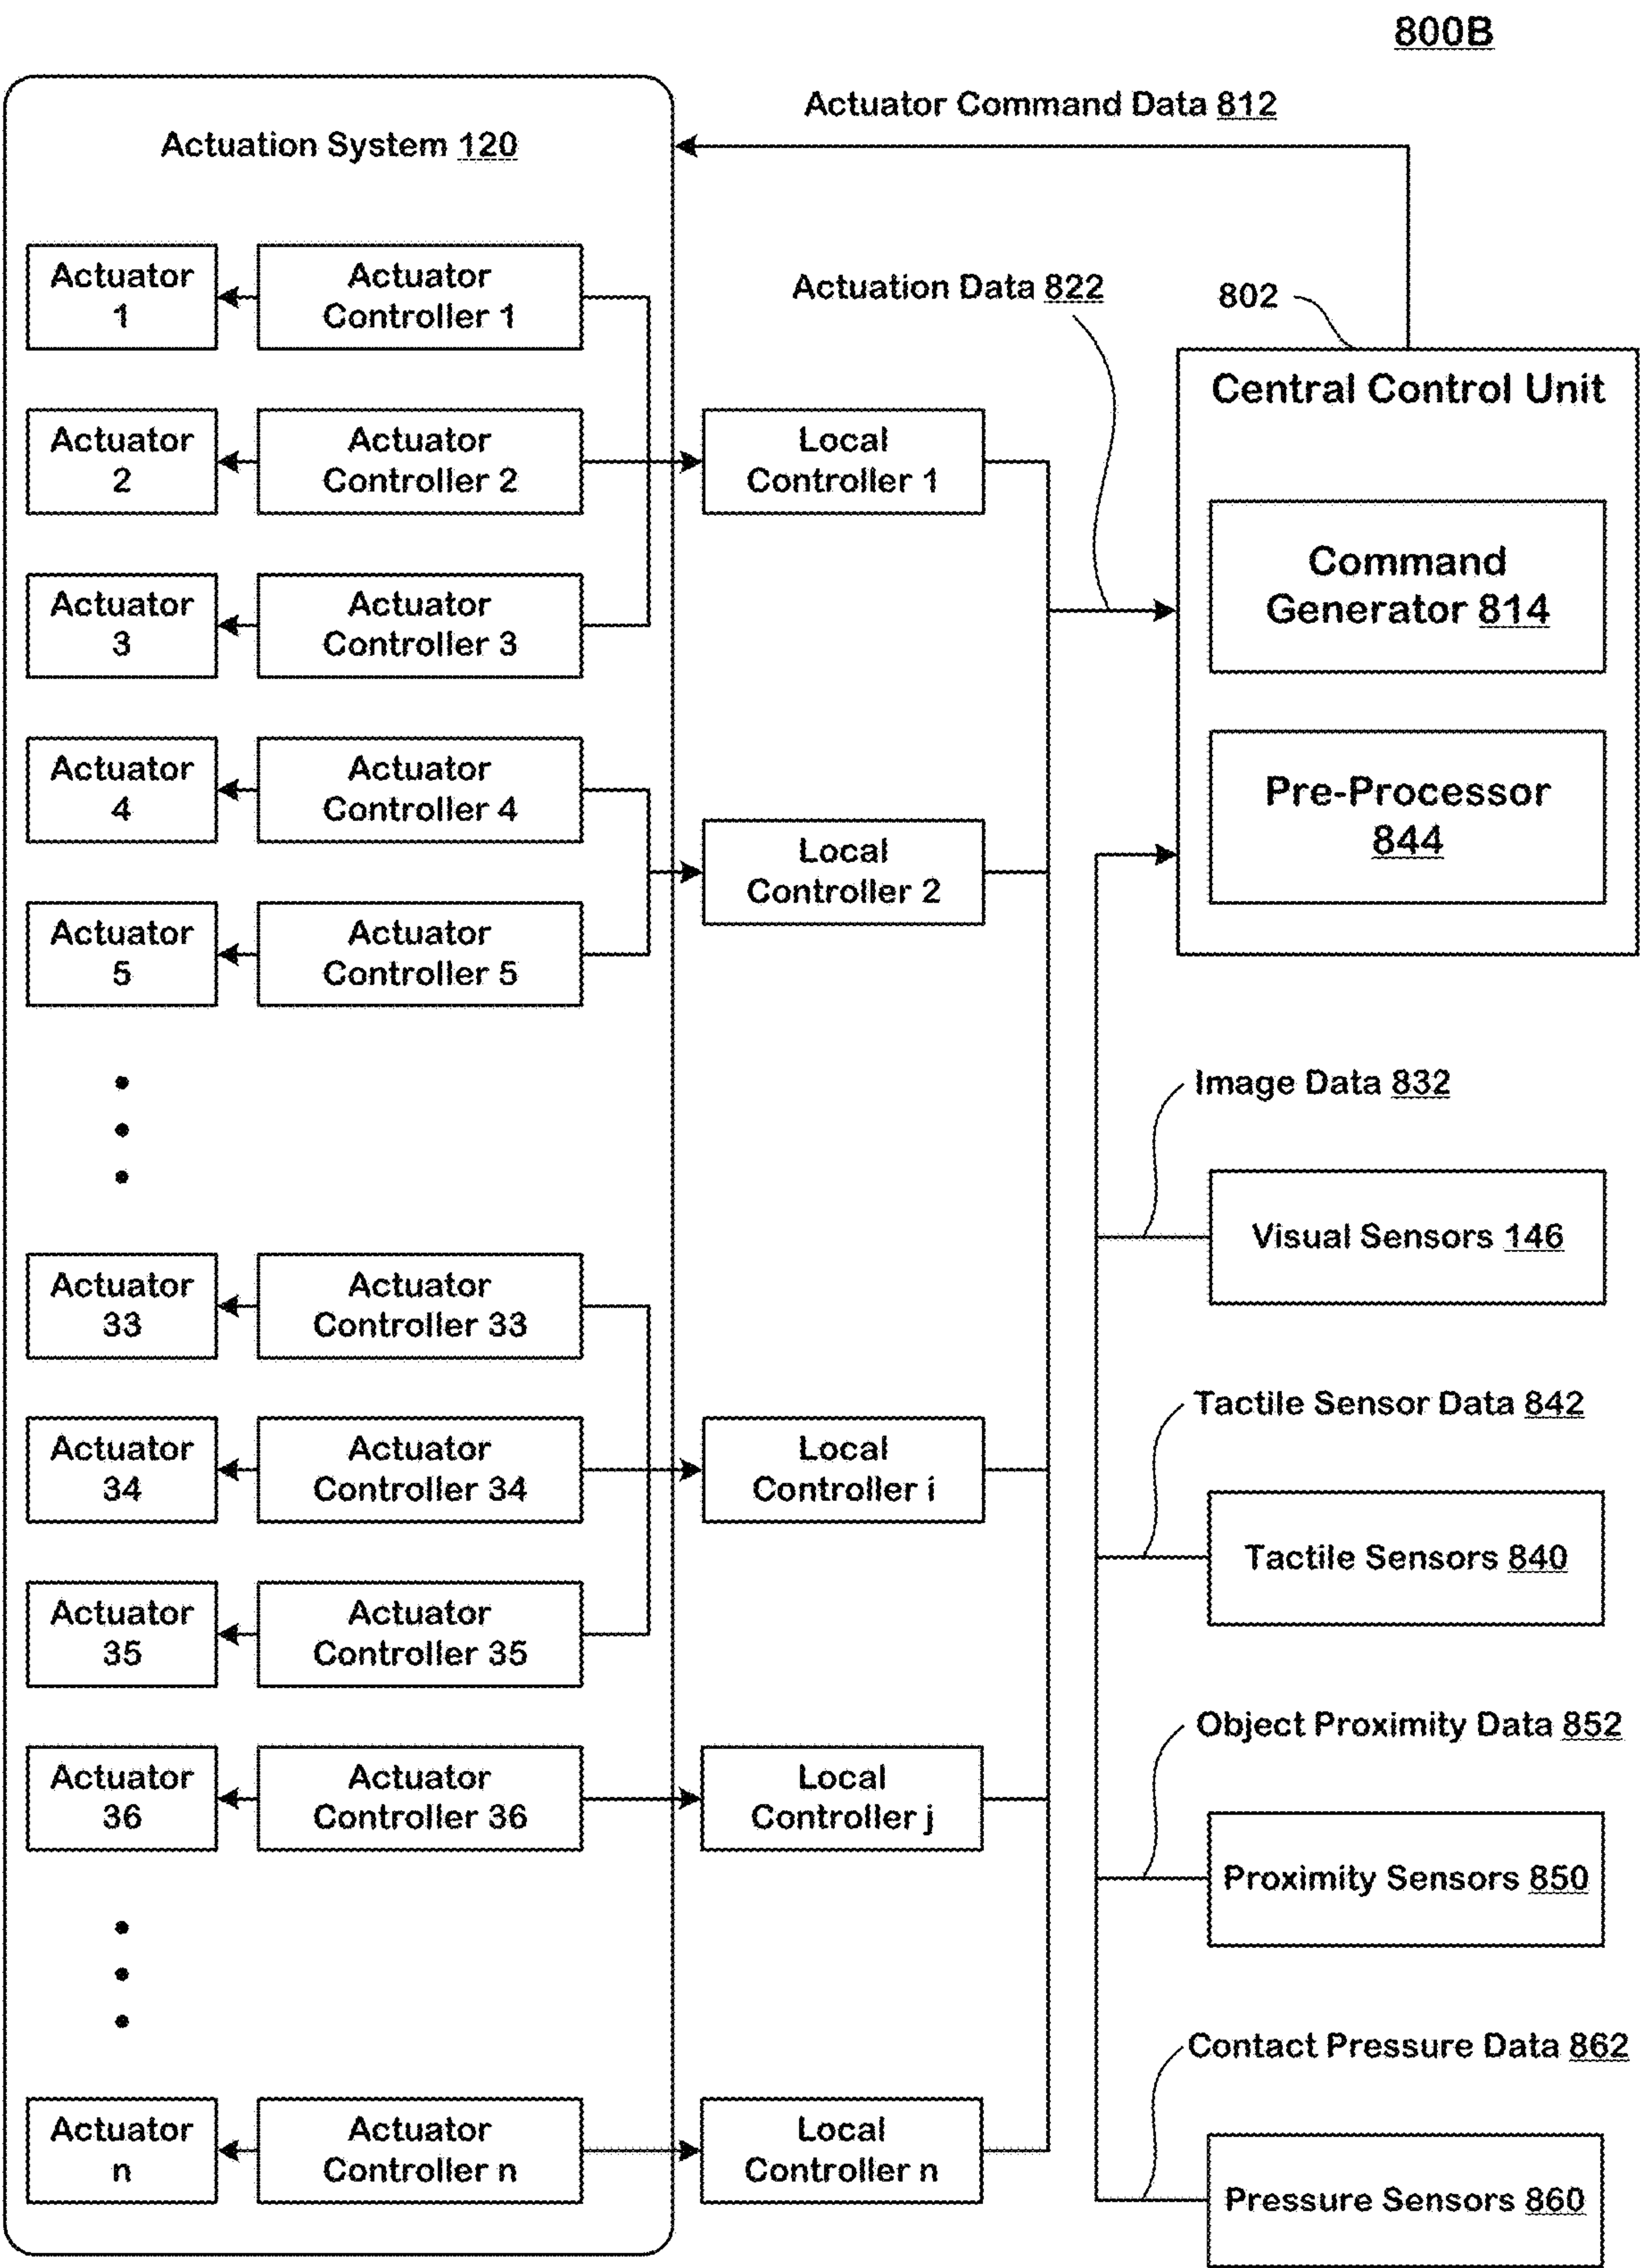 800B
Actuator Command Data 812
Actuation System 120
Actuation Data 822
802
Actuator
1
Actuator
Controller 1
Actuator
2
Actuator
Controller 2
Local
Controller 1
Actuator
3
Actuator
Controller 3
Actuator
4
Actuator
Controller 4
Local
Controller 2
Actuator
5
Actuator
Controller 5
Actuator
33
Actuator
Controller 33
Actuator
34
Actuator
Controller 34
Local
Controller i
Actuator
35
Actuator
Controller 35
Actuator
36
Actuator
Controller 36
Local
Controller j
Actuator
n
Actuator
Controller n
Local
Controller n
Central Control Unit
Command
Generator 814
Pre-Processor
844
Image Data 832
Visual Sensors 146
Tactile Sensor Data 842
Tactile Sensors 840
Object Proximity Data 852
Proximity Sensors 850
Contact Pressure Data 862
Pressure Sensors 860